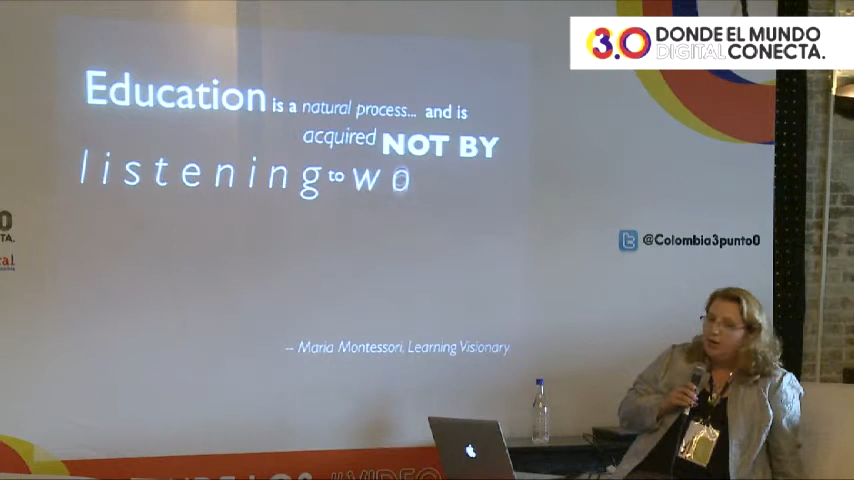 3.0 DONDE EL MUNDO
DIGITAL CONECTA.
Education is a natural process... and is
acquired NOT BY
listening to wo
@Colombia3punto0
– Maria Montessori, Learning Visionary